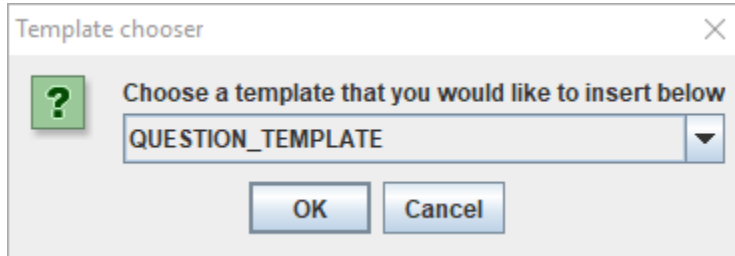 Template chooser
?
Choose a template that you would like to insert below
QUESTION_TEMPLATE
OK Cancel